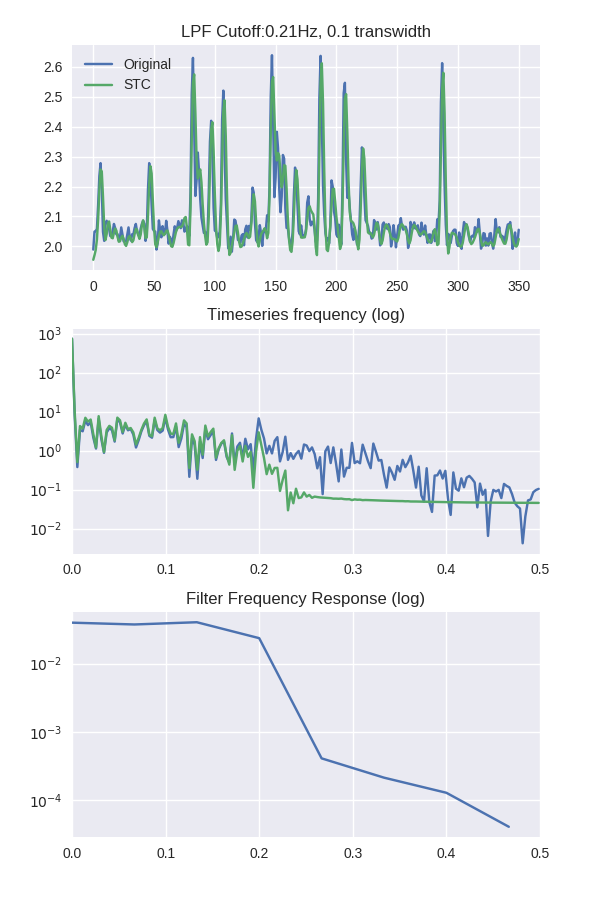 LPF Cutoff:0.21Hz, 0.1 transwidth
Original
STC
2.6
2.5
2.4
2.3
2.2
2.1
2.0
0 50 100 150 200 250 300 350
Timeseries frequency (log)
10³
10²
10¹
10⁰
10⁻¹
10⁻²
0.0 0.1 0.2 0.3 0.4 0.5
Filter Frequency Response (log)
10⁻²
10⁻³
10⁻⁴
0.0 0.1 0.2 0.3 0.4 0.5